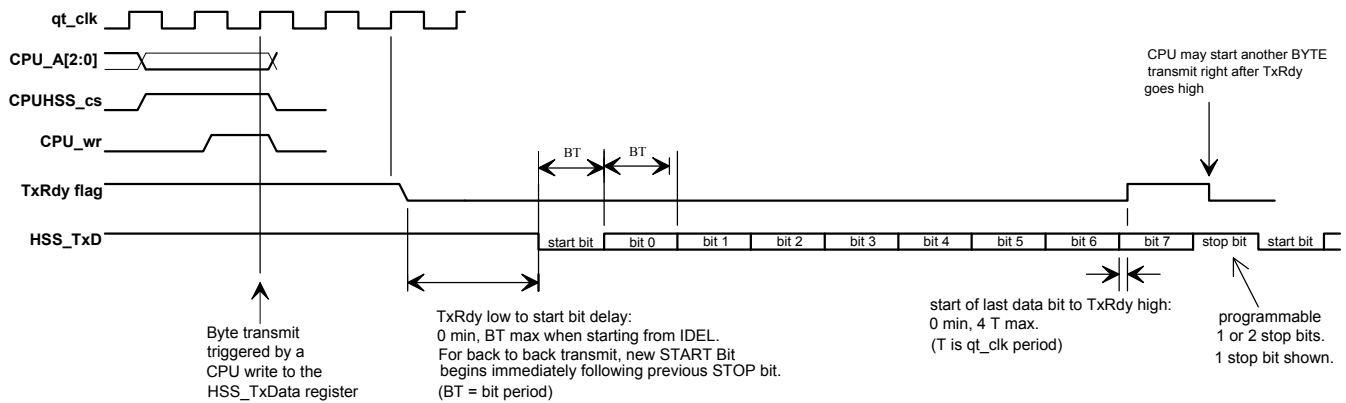 qt_clk
CPU_A[2:0]
CPUHSS_cs
CPU_wr
TxRdy flag
HSS_TxD
CPU may start another BYTE
transmit right after TxRdy
goes high
BT
BT
start bit
bit 0
bit 1
bit 2
bit 3
bit 4
bit 5
bit 6
bit 7
stop bit
start bit
Byte transmit
triggered by a
CPU write to the
HSS_TxData register
TxRdy low to start bit delay:
0 min, BT max when starting from IDEL.
For back to back transmit, new START Bit
begins immediately following previous STOP bit.
(BT = bit period)
start of last data bit to TxRdy high:
0 min, 4 T max.
(T is qt_clk period)
programmable
1 or 2 stop bits.
1 stop bit shown.